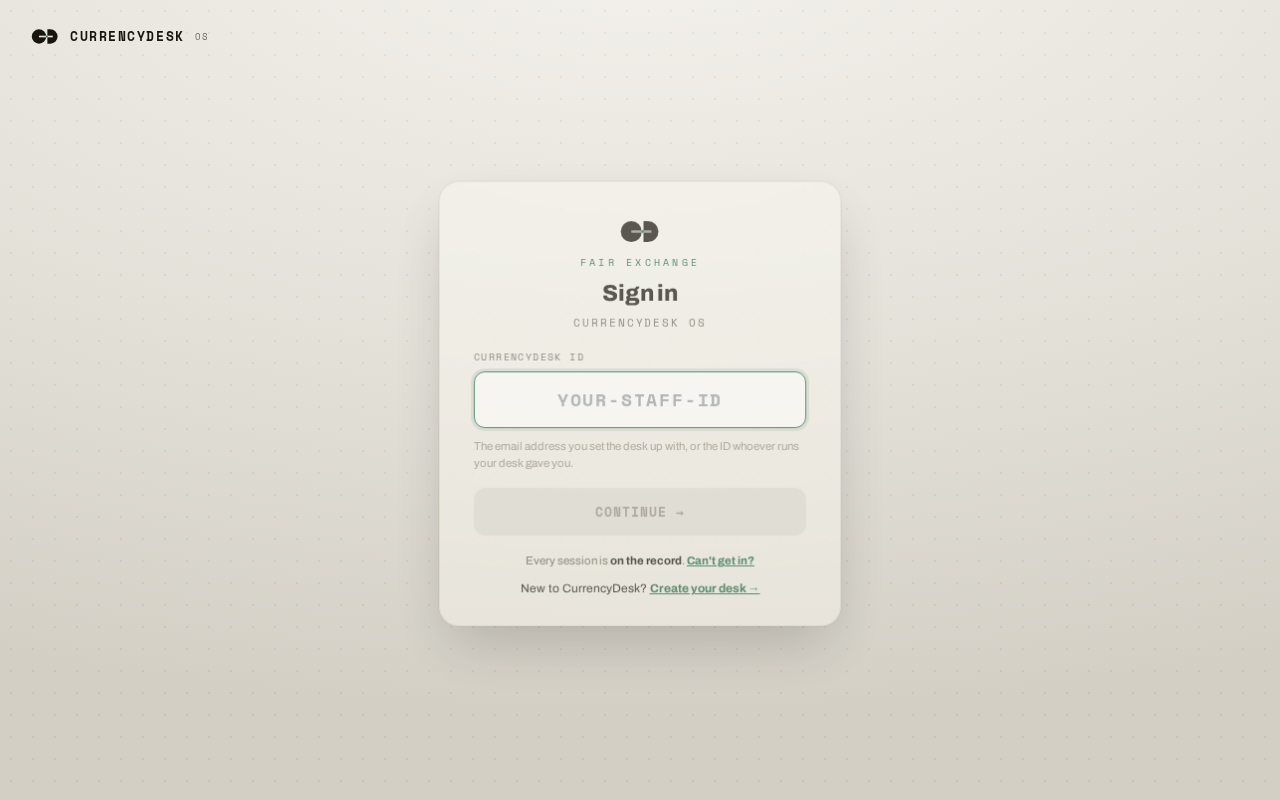 CURRENCYDESK OS
FAIR EXCHANGE
Sign in
CURRENCYDESK OS
CURRENCYDESK ID
YOUR-STAFF-ID
The email address you set the desk up with, or the ID whoever runs
your desk gave you.
CONTINUE →
Every session is on the record. Can't get in?
New to CurrencyDesk? Create your desk →